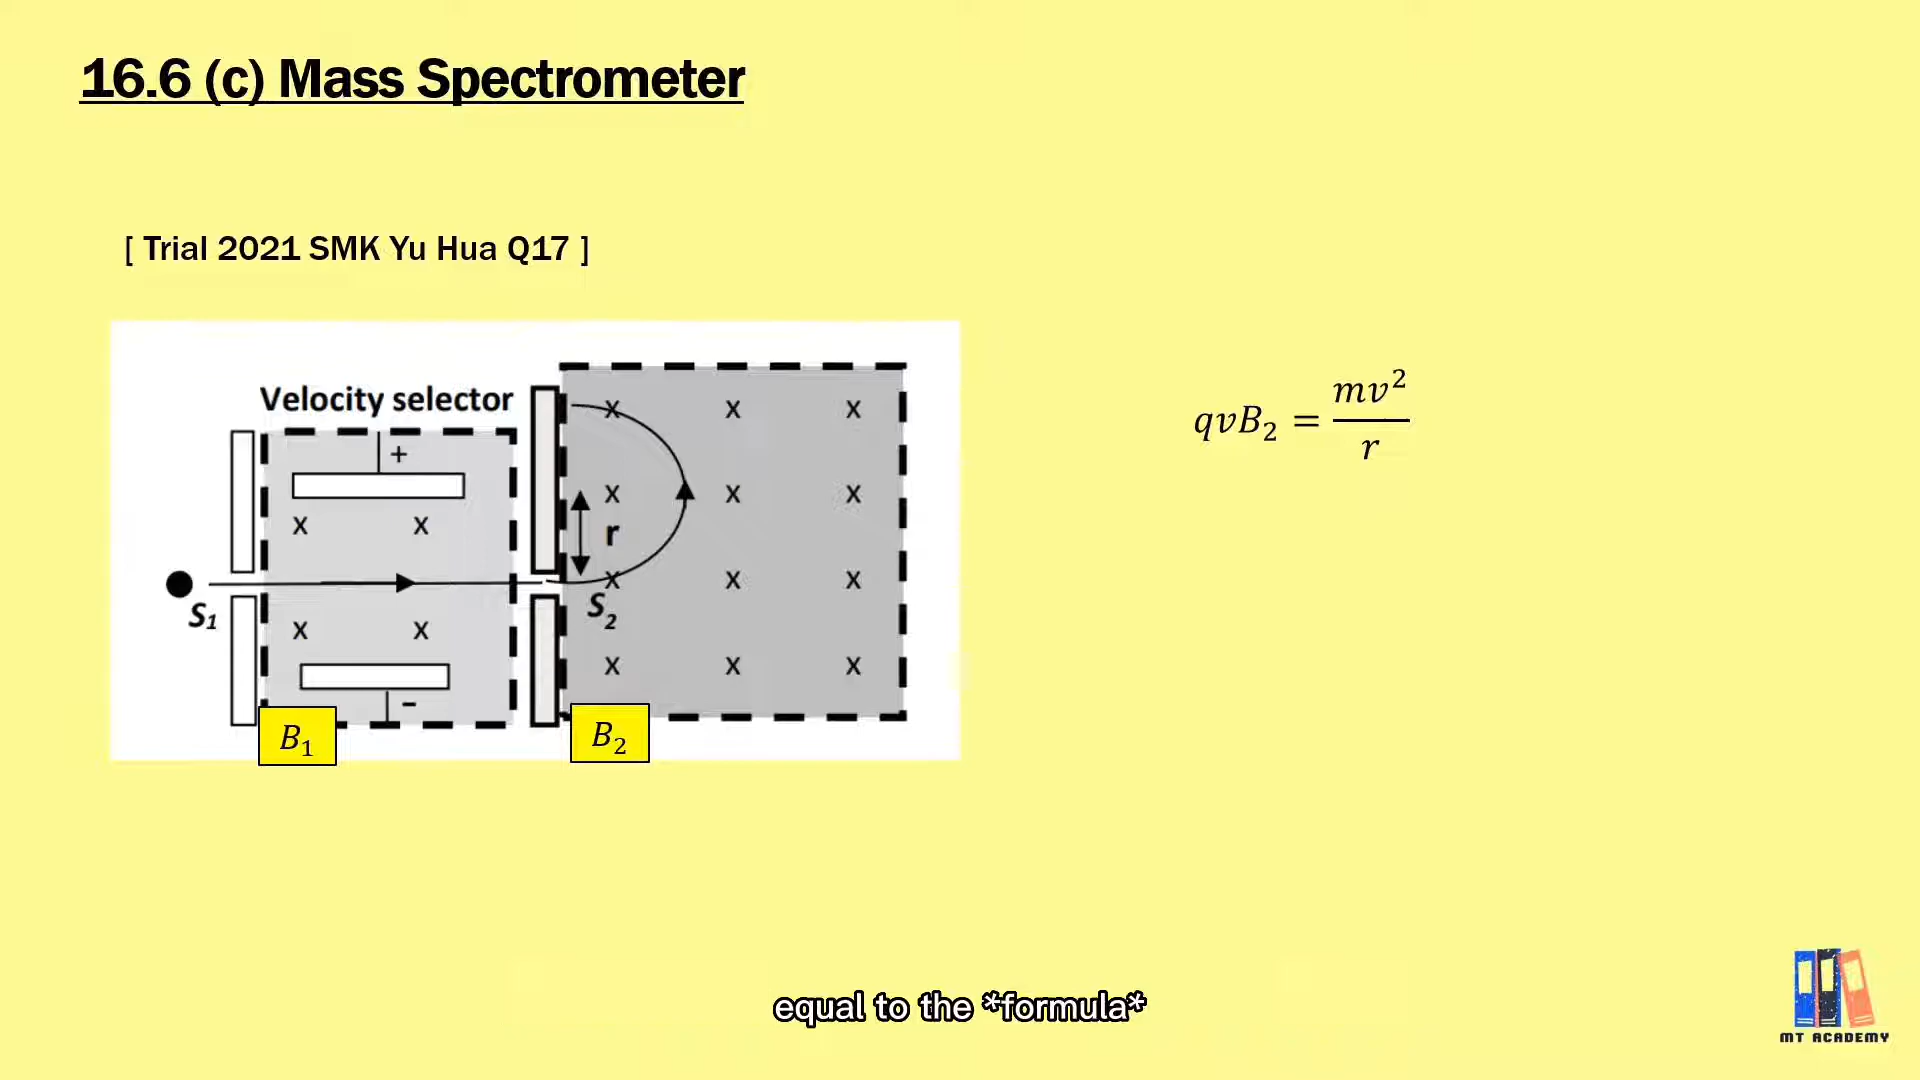 16.6 (c) Mass Spectrometer
[ Trial 2021 SMK Yu Hua Q17 ]
Velocity selector
+
x x x
x x x
x x
r
S₁
x x x
S₂
x x
x x x
-
B₁
B₂
qvB₂ = mv²/r
equal to the *formula*
MT ACADEMY